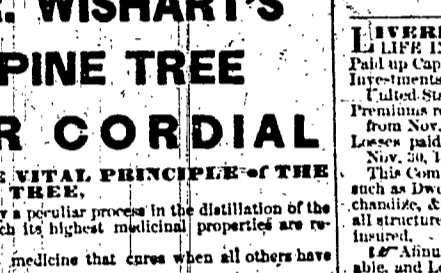 . WISHART'S
PINE TREE
R CORDIAL
VITAL PRINCIPLE of THE
TREE,
a peculiar process in the distillation of the
ch its highest medicinal properties are re-
medicine that cures when all others have
LIVER
LIFE I
Paid up Cap
Investments
United St
Premiums r
from Nov.
Losses paid
Nov. 30, 1
This Com
such as Dwe
chandize, &
all structure
insured.
able, and L